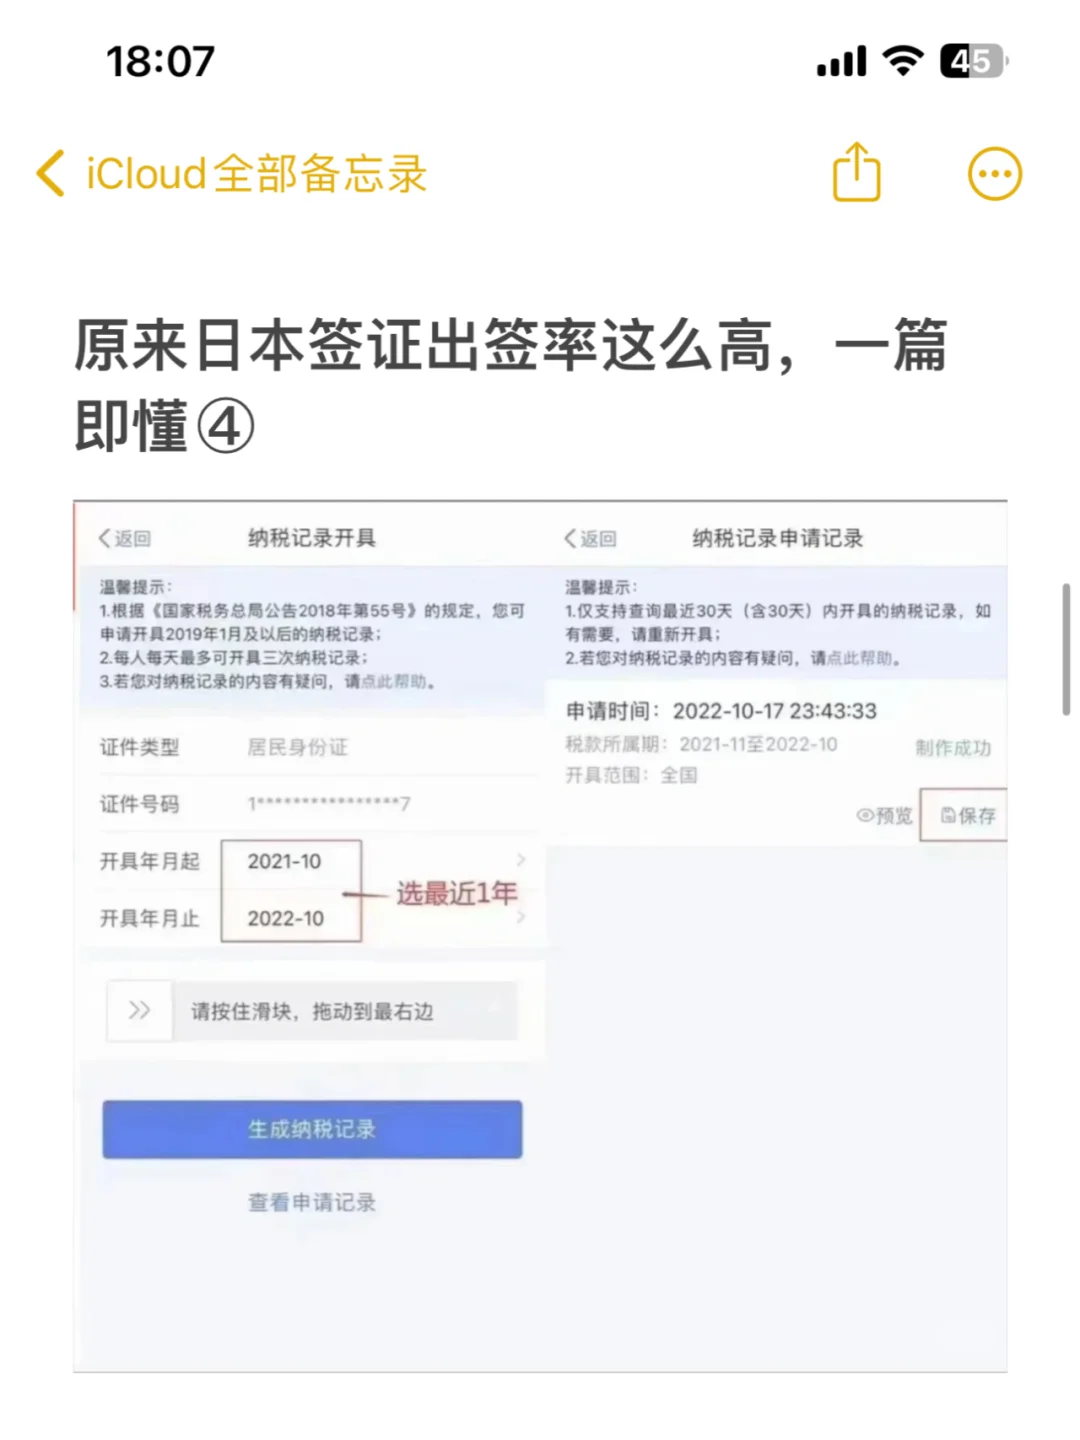 18:07
45
iCloud全部备忘录
原来日本签证出签率这么高，一篇
即懂④
返回
纳税记录开具
温馨提示：
1.根据《国家税务总局公告2018年第55号》的规定，您可
申请开具2019年1月及以后的纳税记录；
2.每人每天最多可开具三次纳税记录；
3.若您对纳税记录的内容有疑问，请点此帮助。
证件类型 居民身份证
证件号码 1****************7
开具年月起 2021-10
选最近1年
开具年月止 2022-10
请按住滑块，拖动到最右边
生成纳税记录
查看申请记录
返回
纳税记录申请记录
温馨提示：
1.仅支持查询最近30天（含30天）内开具的纳税记录，如
有需要，请重新开具；
2.若您对纳税记录的内容有疑问，请点此帮助。
申请时间：2022-10-17 23:43:33
税款所属期：2021-11至2022-10
制作成功
开具范围：全国
预览 保存